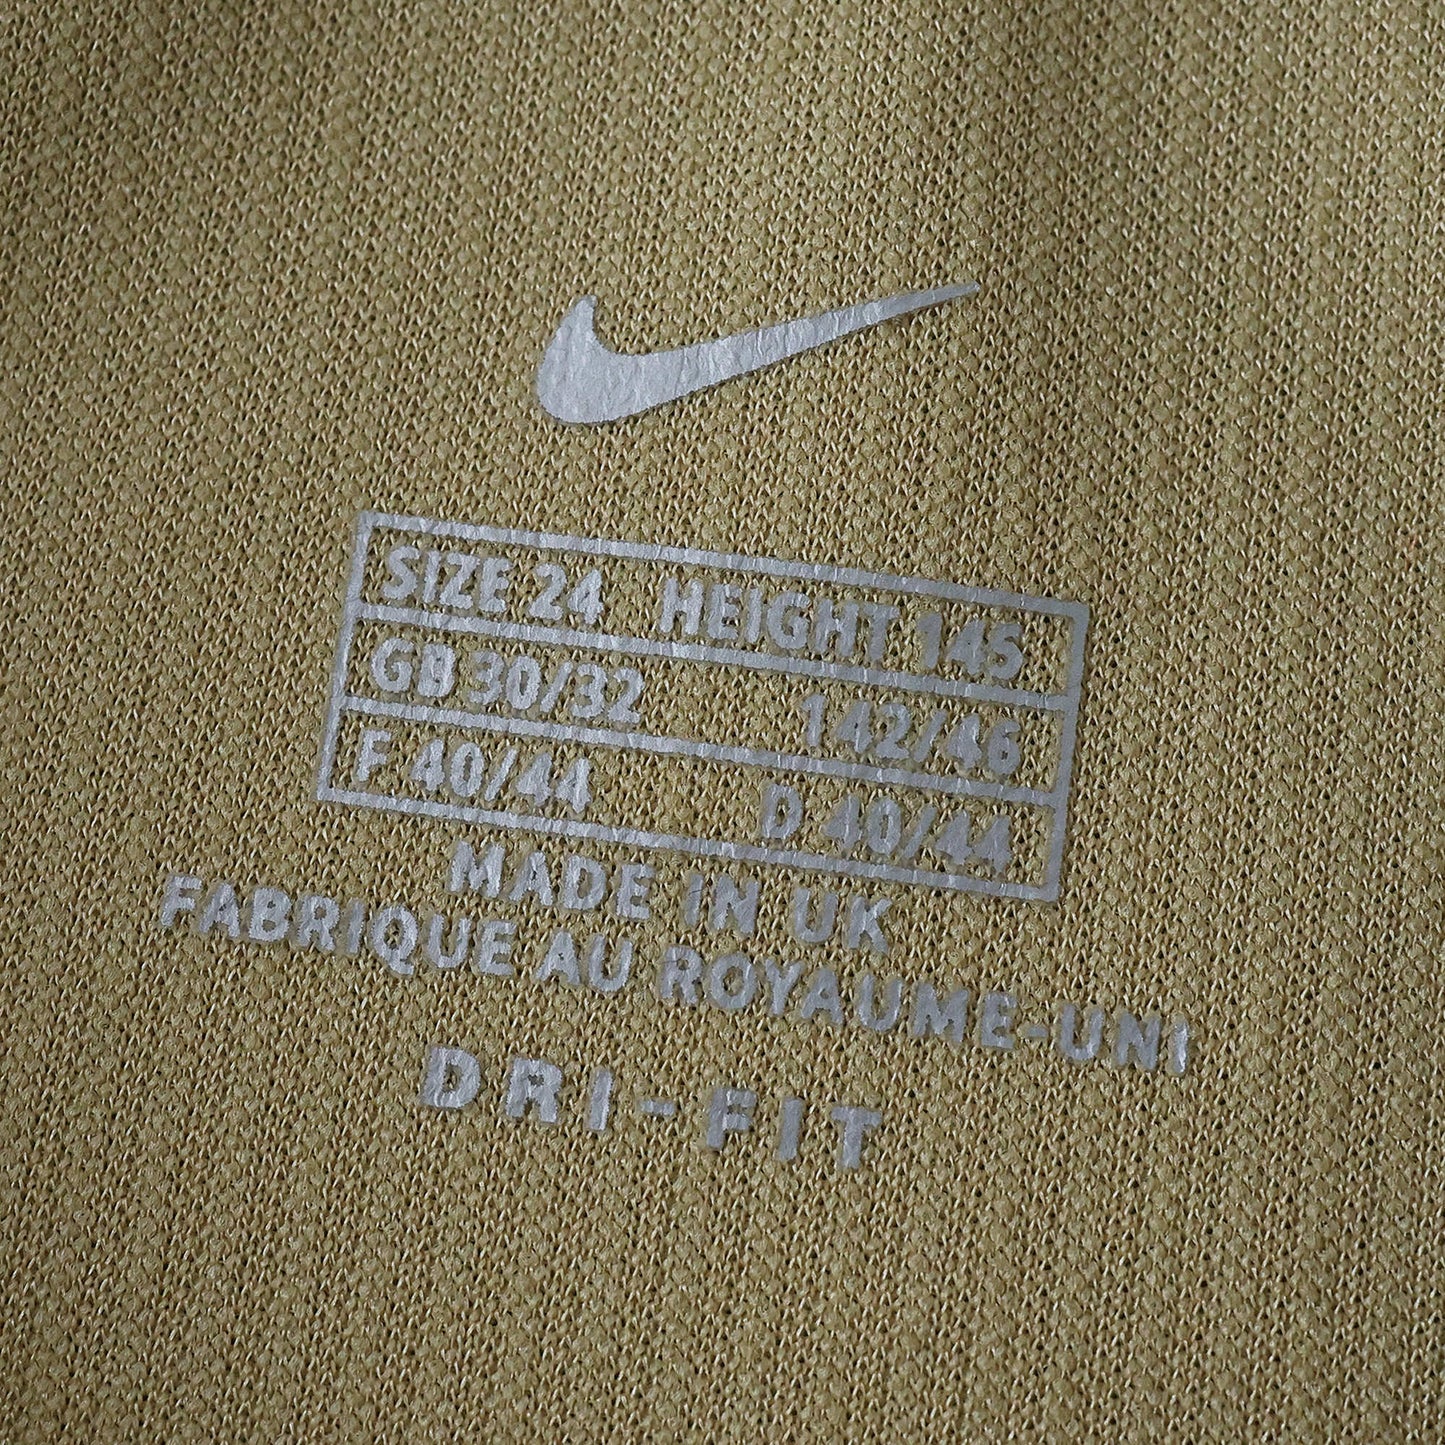 SIZE 24 HEIGHT 145
GB 30/32 142/46
F 40/44 D 40/44
MADE IN UK
FABRIQUE AU ROYAUME-UNI
DRI-FIT